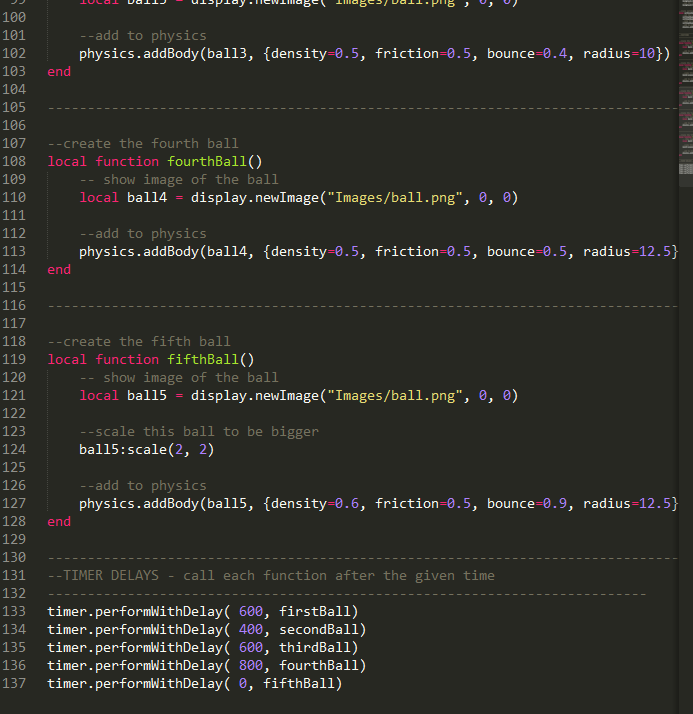 99 local ball3 = display.newImage("Images/ball.png", 0, 0)
100
101 --add to physics
102 physics.addBody(ball3, {density=0.5, friction=0.5, bounce=0.4, radius=10})
103 end
104
105 --------------------------------------------------------------------------------
106
107 --create the fourth ball
108 local function fourthBall()
109 -- show image of the ball
110 local ball4 = display.newImage("Images/ball.png", 0, 0)
111
112 --add to physics
113 physics.addBody(ball4, {density=0.5, friction=0.5, bounce=0.5, radius=12.5}
114 end
115
116 --------------------------------------------------------------------------------
117
118 --create the fifth ball
119 local function fifthBall()
120 -- show image of the ball
121 local ball5 = display.newImage("Images/ball.png", 0, 0)
122
123 --scale this ball to be bigger
124 ball5:scale(2, 2)
125
126 --add to physics
127 physics.addBody(ball5, {density=0.6, friction=0.5, bounce=0.9, radius=12.5}
128 end
129
130 --------------------------------------------------------------------------------
131 --TIMER DELAYS - call each function after the given time
132 ---------------------------------------------------------------------------
133 timer.performWithDelay( 600, firstBall)
134 timer.performWithDelay( 400, secondBall)
135 timer.performWithDelay( 600, thirdBall)
136 timer.performWithDelay( 800, fourthBall)
137 timer.performWithDelay( 0, fifthBall)